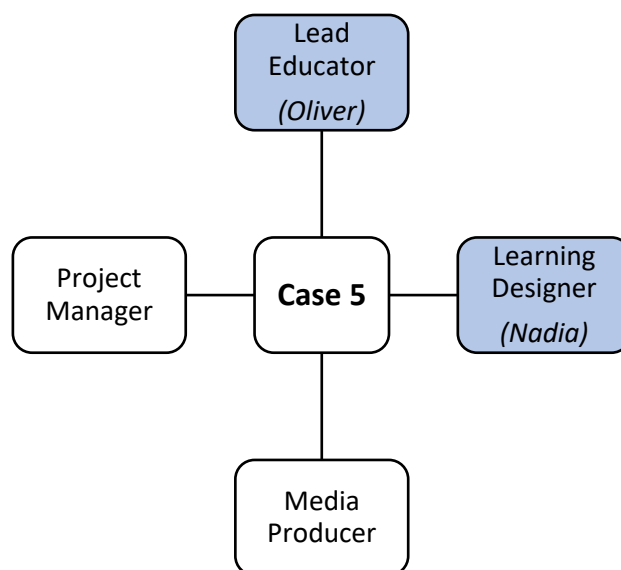 Lead
Educator
(Oliver)
Project
Manager
Case 5
Learning
Designer
(Nadia)
Media
Producer